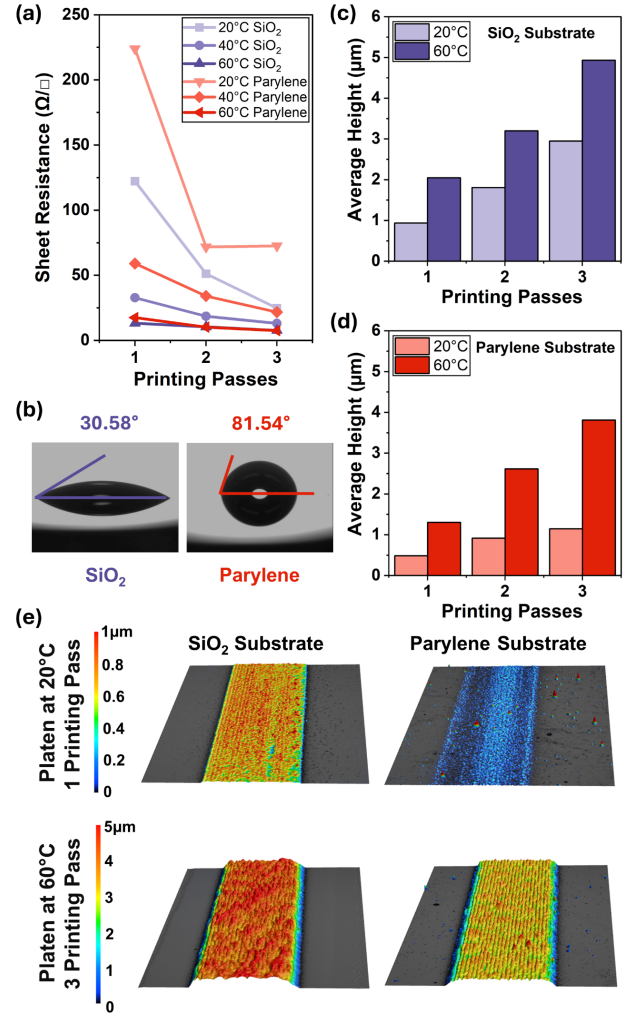 (a)
250
200
150
100
50
0
Sheet Resistance (Ω/□)
20°C SiO₂
40°C SiO₂
60°C SiO₂
20°C Parylene
40°C Parylene
60°C Parylene
1 2 3
Printing Passes
(b)
30.58° 81.54°
SiO₂ Parylene
(c)
6
5
4
3
2
1
0
Average Height (µm)
20°C
60°C
SiO₂ Substrate
1 2 3
Printing Passes
(d)
6
5
4
3
2
1
0
Average Height (µm)
20°C
60°C
Parylene Substrate
1 2 3
Printing Passes
(e)
SiO₂ Substrate Parylene Substrate
Platen at 20°C
1 Printing Pass
1µm
0.8
0.6
0.4
0.2
0
Platen at 60°C
3 Printing Pass
5µm
4
3
2
1
0